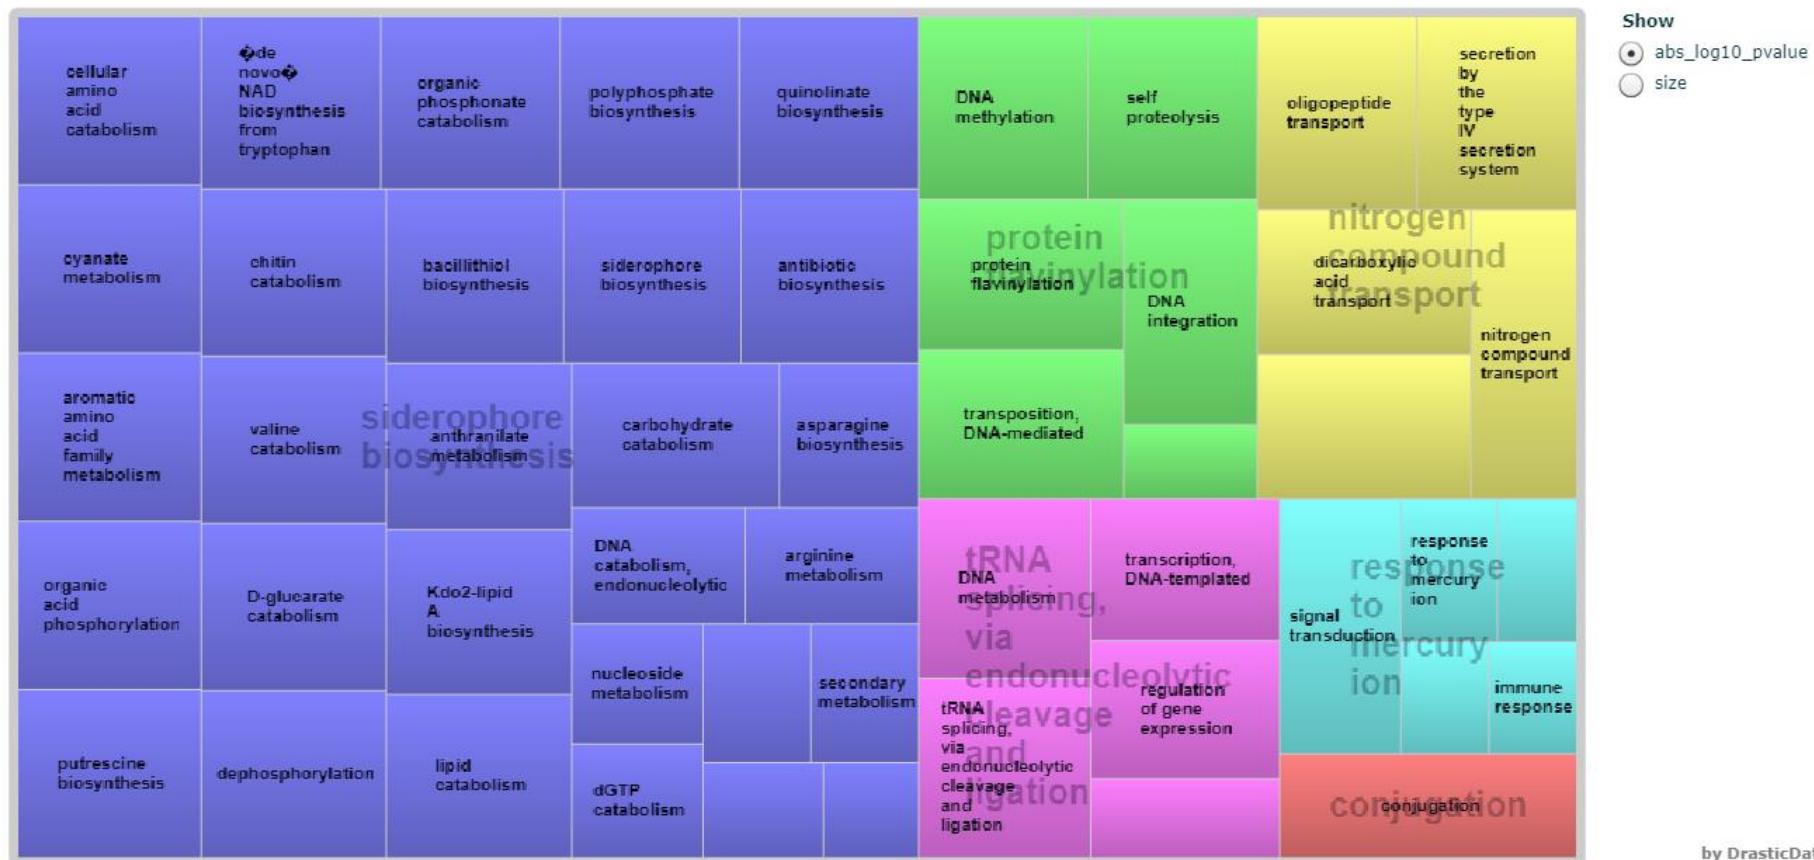 cellular
amino
acid
catabolism
�de
novo�
NAD
biosynthesis
from
tryptophan
organic
phosphonate
catabolism
polyphosphate
biosynthesis
quinolinate
biosynthesis
DNA
methylation
self
proteolysis
oligopeptide
transport
secretion
by
the
type
IV
secretion
system
Show
abs_log10_pvalue
size
cyanate
metabolism
chitin
catabolism
bacillithiol
biosynthesis
siderophore
biosynthesis
antibiotic
biosynthesis
protein
flavinylation
protein
flavinylation
DNA
integration
nitrogen
compound
transport
dicarboxylic
acid
transport
nitrogen
compound
transport
aromatic
amino
acid
family
metabolism
valine
catabolism
siderophore
biosynthesis
anthranilate
metabolism
carbohydrate
catabolism
asparagine
biosynthesis
transposition,
DNA-mediated
organic
acid
phosphorylation
D-glucarate
catabolism
Kdo2-lipid
A
biosynthesis
DNA
catabolism,
endonucleolytic
arginine
metabolism
tRNA
splicing,
via
endonucleolytic
cleavage
and
ligation
DNA
metabolism
transcription,
DNA-templated
response
to
mercury
ion
signal
transduction
response
to
mercury
ion
nucleoside
metabolism
secondary
metabolism
tRNA
splicing,
via
endonucleolytic
cleavage
and
ligation
regulation
of gene
expression
immune
response
putrescine
biosynthesis
dephosphorylation
lipid
catabolism
dGTP
catabolism
conjugation
conjugation
by DrasticDat